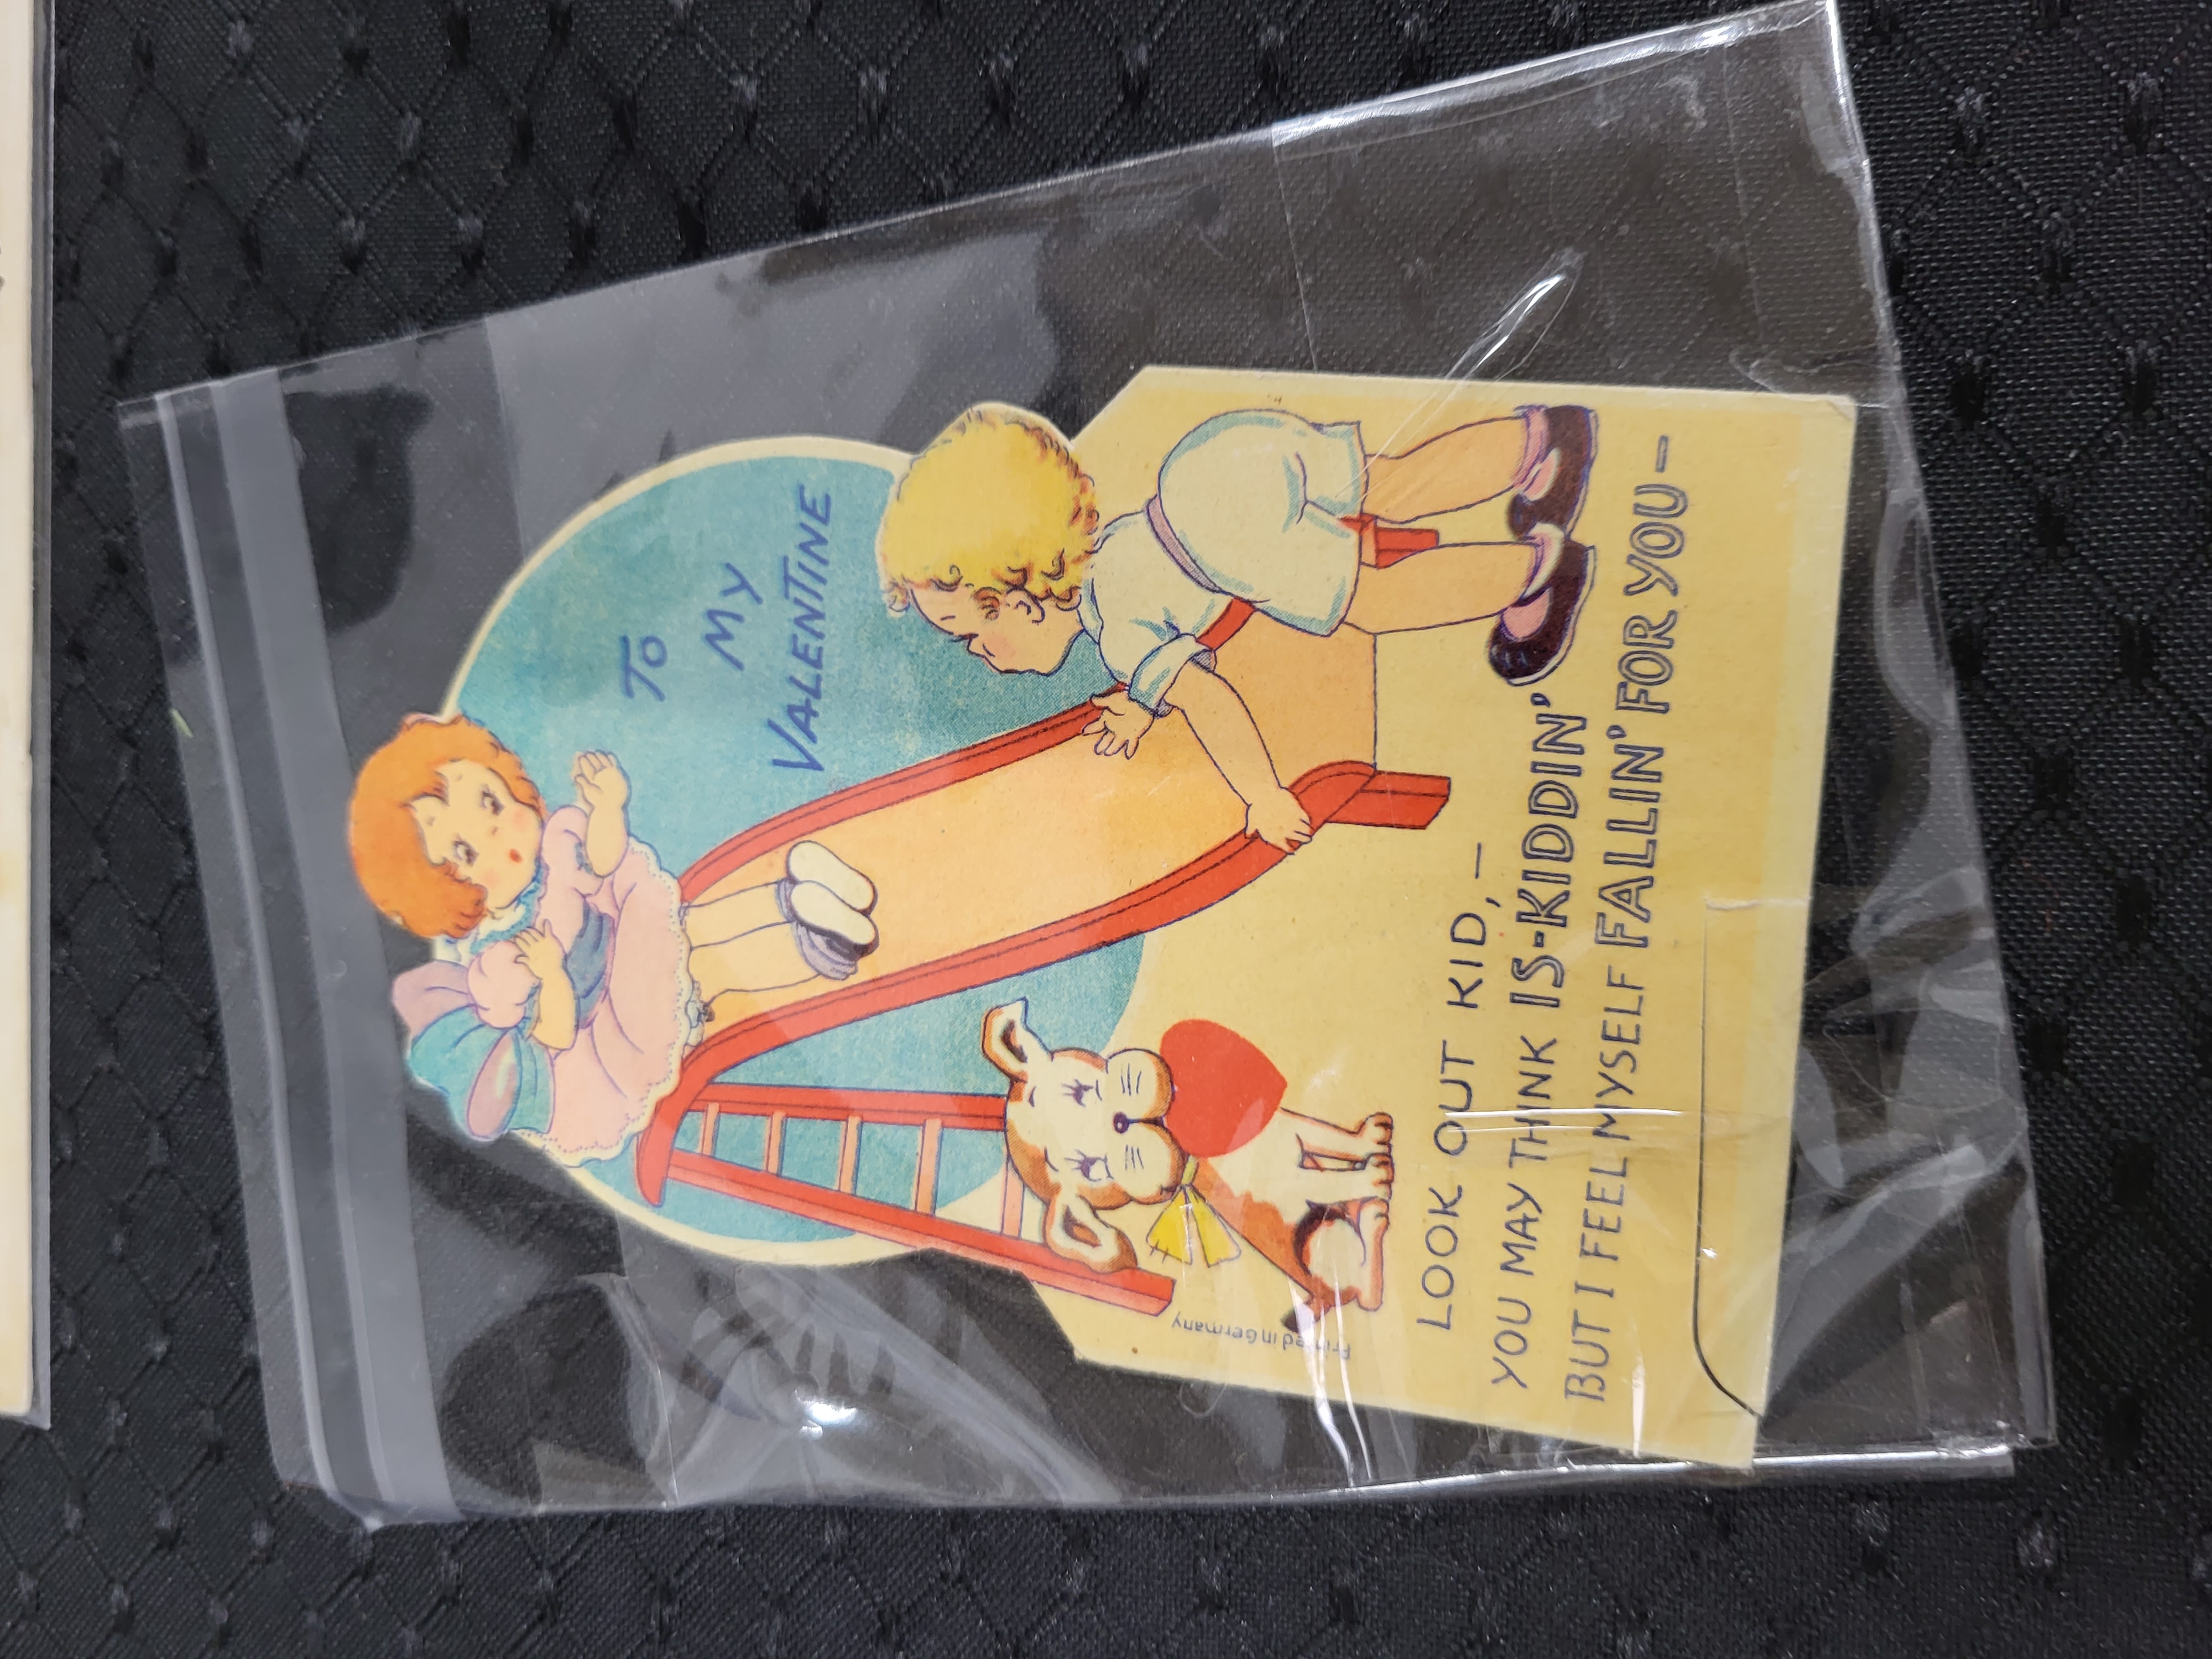 To
My
VALENTINE
Printed in Germany
LOOK OUT KID,—
YOU MAY THINK IS-KIDDIN'
BUT I FEEL MYSELF FALLIN' FOR YOU —